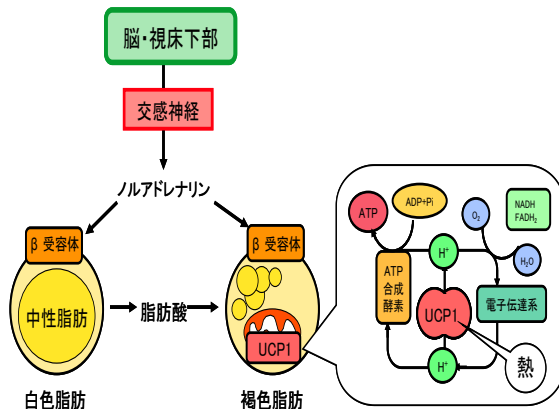 脳・視床下部
交感神経
ノルアドレナリン
β 受容体
β 受容体
中性脂肪
脂肪酸
UCP1
白色脂肪
褐色脂肪
ATP
ADP+Pi
O₂
NADH
FADH₂
H⁺
H₂O
ATP
合成
酵素
UCP1
電子伝達系
H⁺
熱